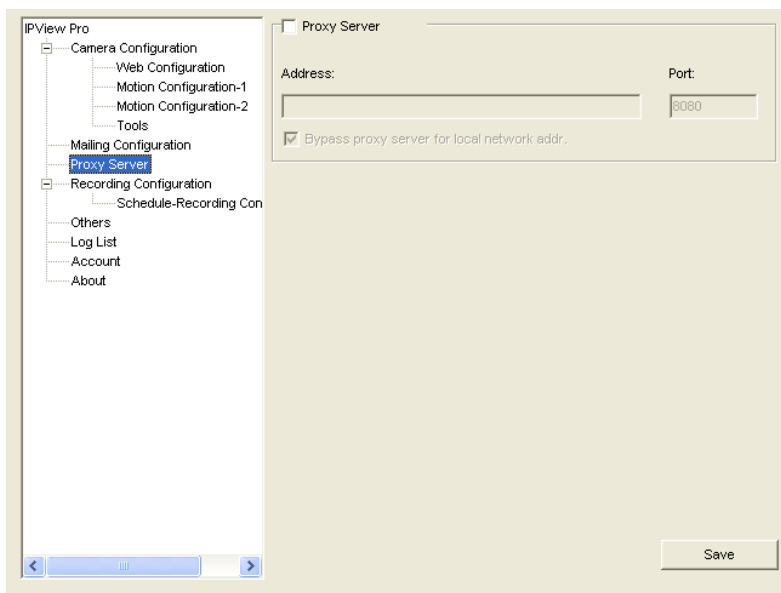 IPView Pro
Camera Configuration
Web Configuration
Motion Configuration-1
Motion Configuration-2
Tools
Mailing Configuration
Proxy Server
Recording Configuration
Schedule-Recording Con
Others
Log List
Account
About
Proxy Server
Address:
Port:
8080
Bypass proxy server for local network addr.
Save